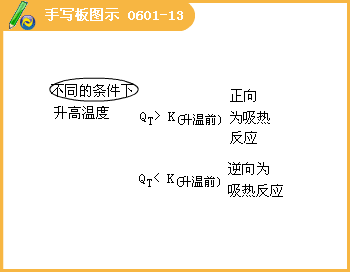 手写板图示 0601-13
不同的条件下
升高温度
正向
QT> K(升温前) 为吸热
反应
QT< K(升温前) 逆向为
吸热反应